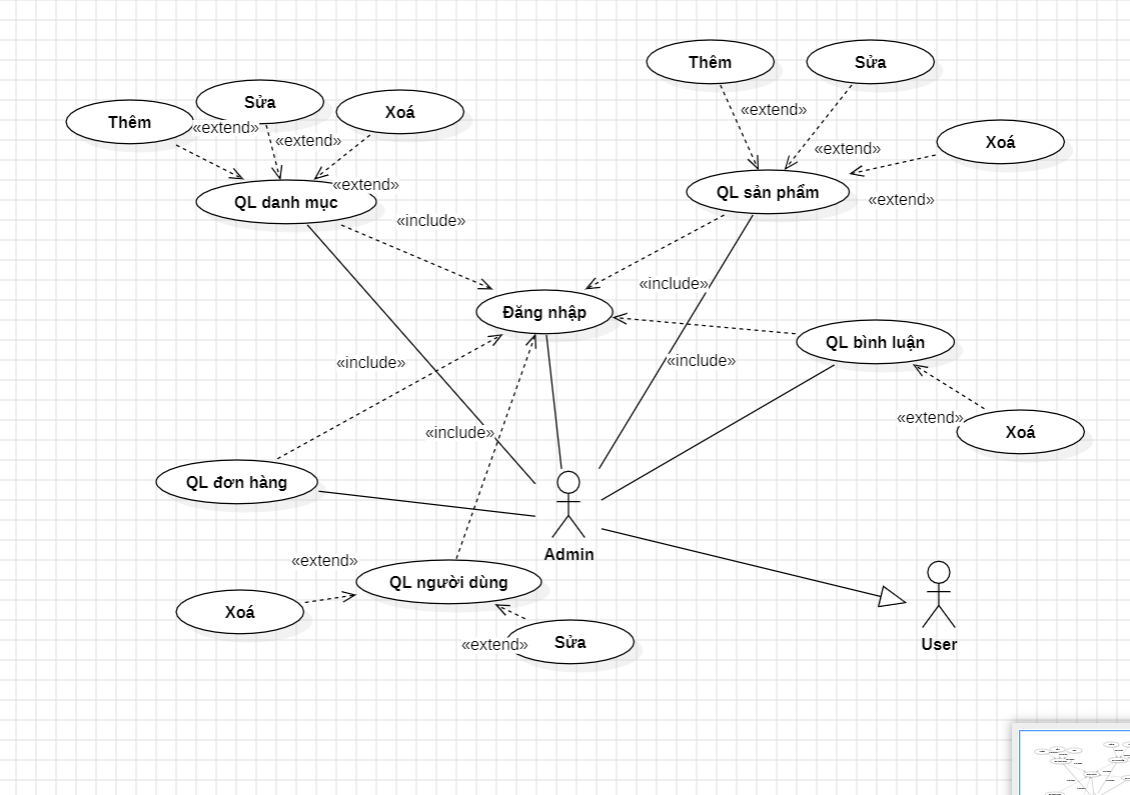 Thêm
Sửa
Thêm
Sửa
Xoá
«extend»
«extend»
Xoá
«extend»
«extend»
«extend»
QL danh mục
«extend»
QL sản phẩm
«extend»
«include»
«include»
Đăng nhập
QL bình luận
«include»
«include»
«extend»
Xoá
«include»
QL đơn hàng
Admin
«extend»
QL người dùng
Xoá
«extend»
Sửa
User